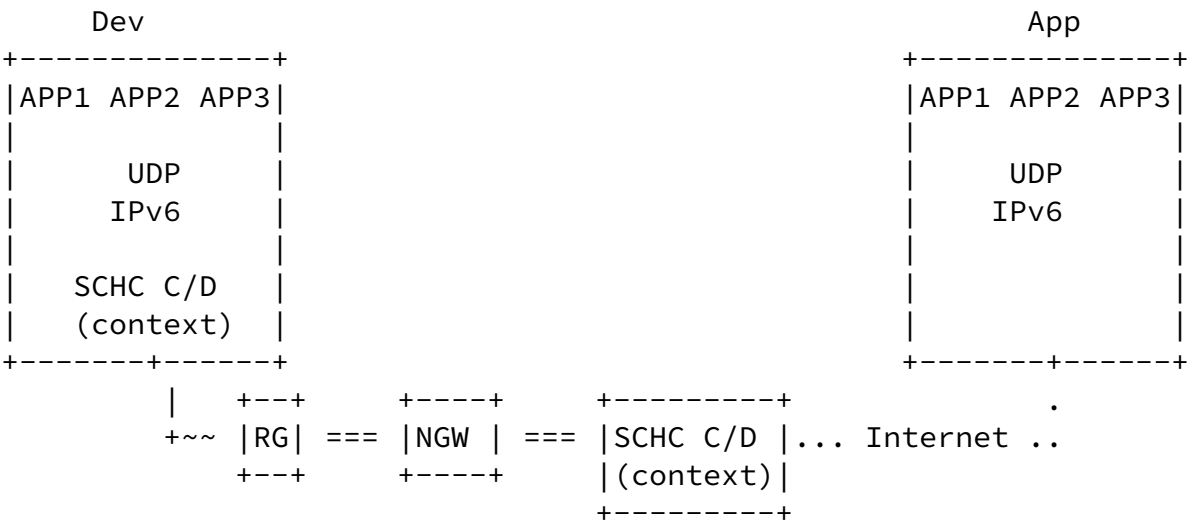 Dev                                              App
+--------------+                                  +--------------+
|APP1 APP2 APP3|                                  |APP1 APP2 APP3|
|              |                                  |              |
|      UDP     |                                  |     UDP      |
|     IPv6     |                                  |    IPv6      |
|              |                                  |              |
|   SCHC C/D   |                                  |              |
|   (context)  |                                  |              |
+-------+------+                                  +-------+------+
         |   +--+     +----+     +---------+              .
         +~~ |RG| === |NGW | === |SCHC C/D |... Internet ..
             +--+     +----+     |(context)|
                                 +---------+